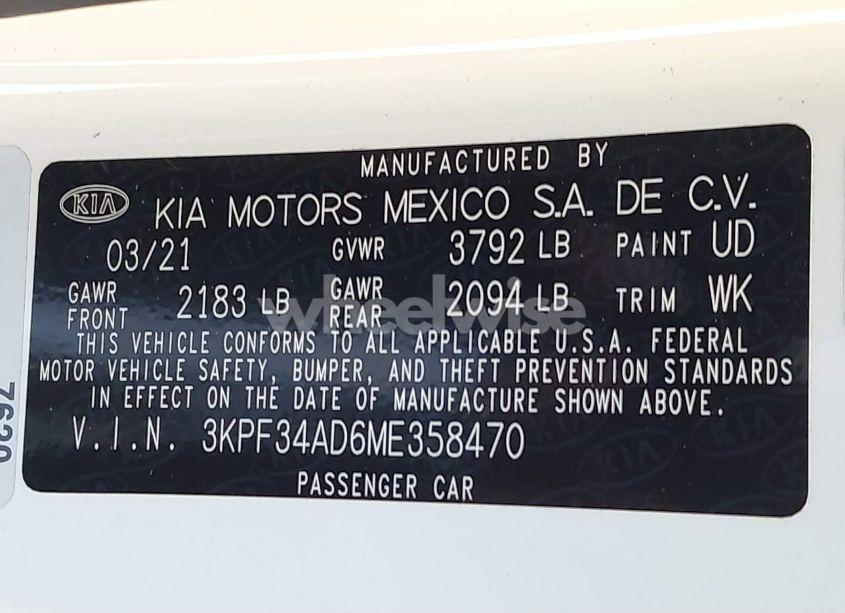 MANUFACTURED BY
KIA KIA MOTORS MEXICO S.A. DE C.V.
03/21 GVWR 3792 LB PAINT UD
GAWR FRONT 2183 LB GAWR REAR 2094 LB TRIM WK
wheelwise
THIS VEHICLE CONFORMS TO ALL APPLICABLE U.S.A. FEDERAL
MOTOR VEHICLE SAFETY, BUMPER, AND THEFT PREVENTION STANDARDS
IN EFFECT ON THE DATE OF MANUFACTURE SHOWN ABOVE.
V.I.N. 3KPF34AD6ME358470
PASSENGER CAR